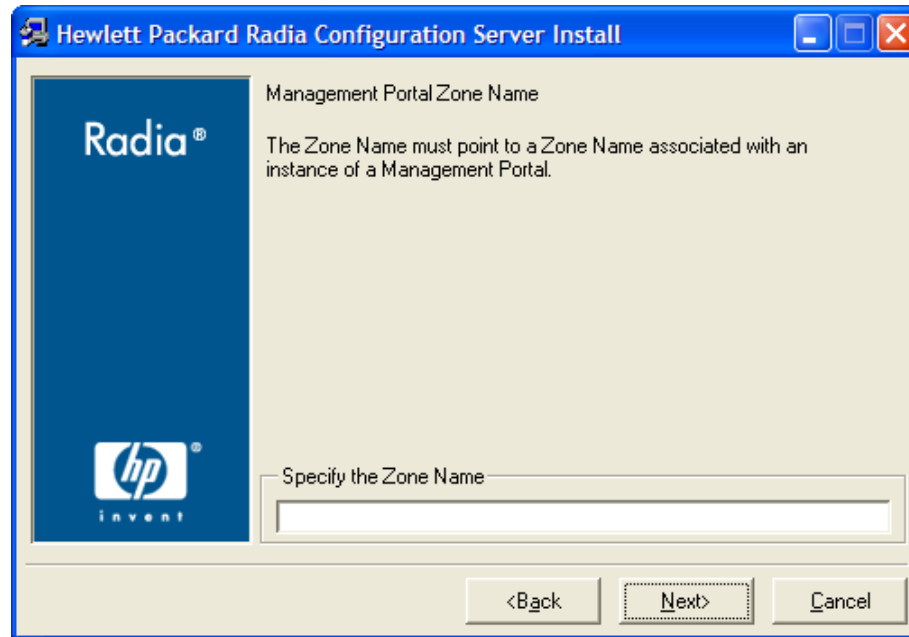 Hewlett Packard Radia Configuration Server Install
Radia®
Management Portal Zone Name
The Zone Name must point to a Zone Name associated with an
instance of a Management Portal.
hp®
invent
Specify the Zone Name
<Back
Next>
Cancel